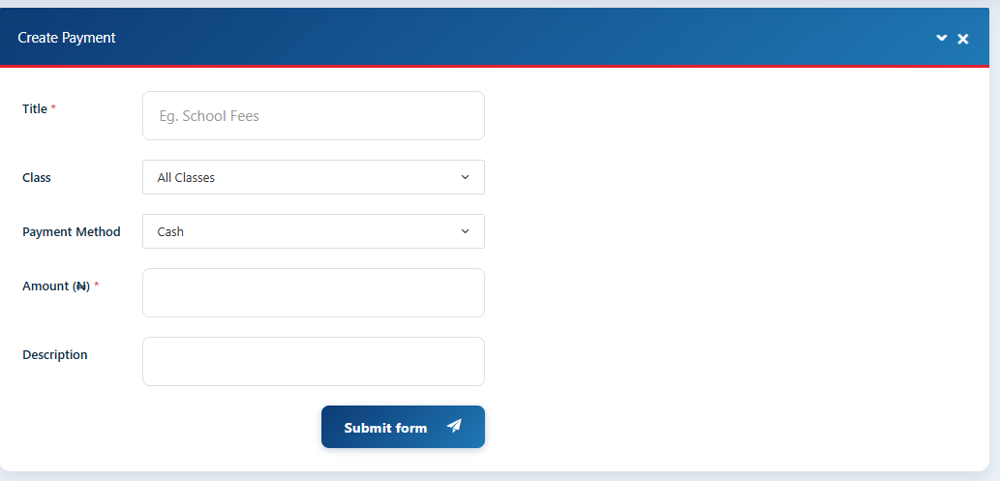 Create Payment
Title *
Eg. School Fees
Class
All Classes
Payment Method
Cash
Amount (₦) *
Description
Submit form